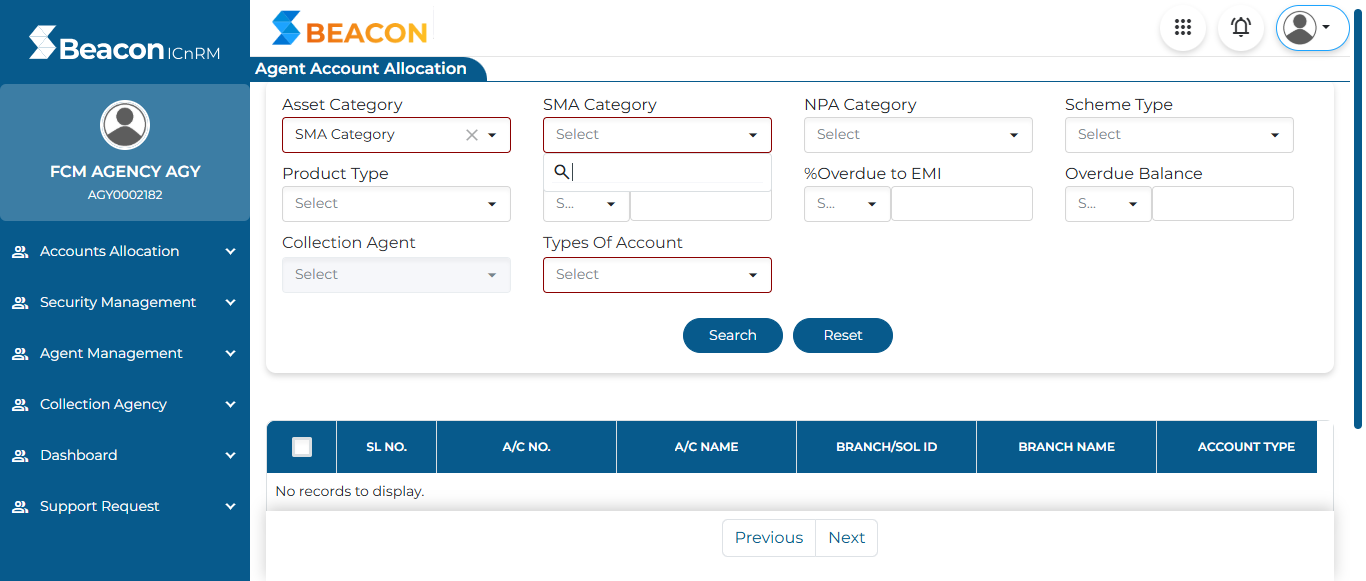 Beacon ICnRM
BEACON
Agent Account Allocation
FCM AGENCY AGY
AGY0002182
Accounts Allocation
Security Management
Agent Management
Collection Agency
Dashboard
Support Request
Asset Category SMA Category NPA Category Scheme Type
SMA Category Select Select Select
Product Type %Overdue to EMI Overdue Balance
Select S... S... S...
Collection Agent Types Of Account
Select Select
Search Reset
SL NO. A/C NO. A/C NAME BRANCH/SOL ID BRANCH NAME ACCOUNT TYPE
No records to display.
Previous Next